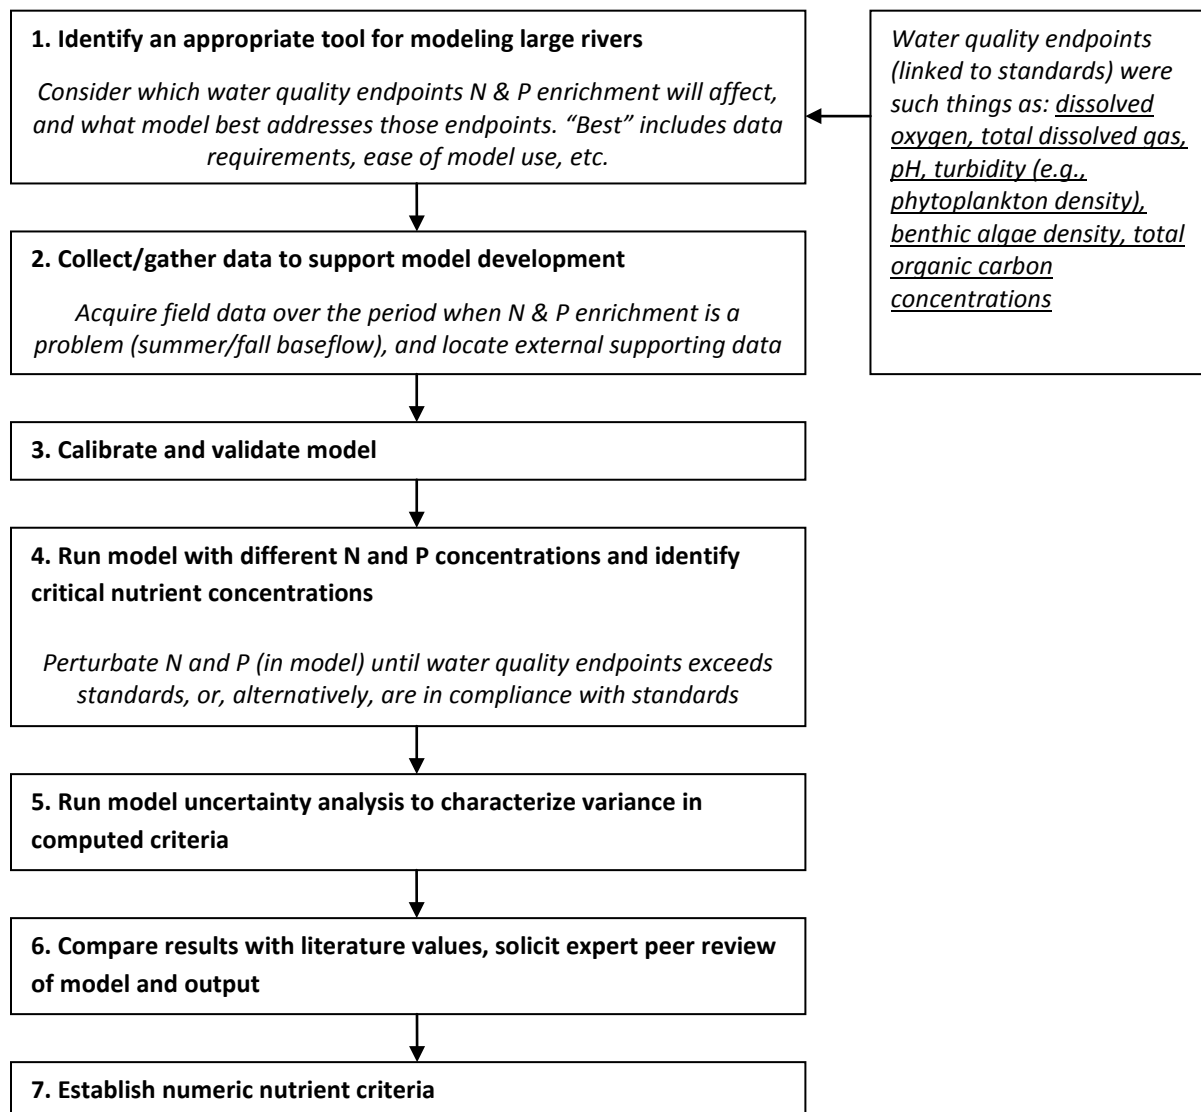 1. Identify an appropriate tool for modeling large rivers
Consider which water quality endpoints N & P enrichment will affect,
and what model best addresses those endpoints. “Best” includes data
requirements, ease of model use, etc.
Water quality endpoints
(linked to standards) were
such things as: dissolved
oxygen, total dissolved gas,
pH, turbidity (e.g.,
phytoplankton density),
benthic algae density, total
organic carbon
concentrations
2. Collect/gather data to support model development
Acquire field data over the period when N & P enrichment is a
problem (summer/fall baseflow), and locate external supporting data
3. Calibrate and validate model
4. Run model with different N and P concentrations and identify
critical nutrient concentrations
Perturbate N and P (in model) until water quality endpoints exceeds
standards, or, alternatively, are in compliance with standards
5. Run model uncertainty analysis to characterize variance in
computed criteria
6. Compare results with literature values, solicit expert peer review
of model and output
7. Establish numeric nutrient criteria